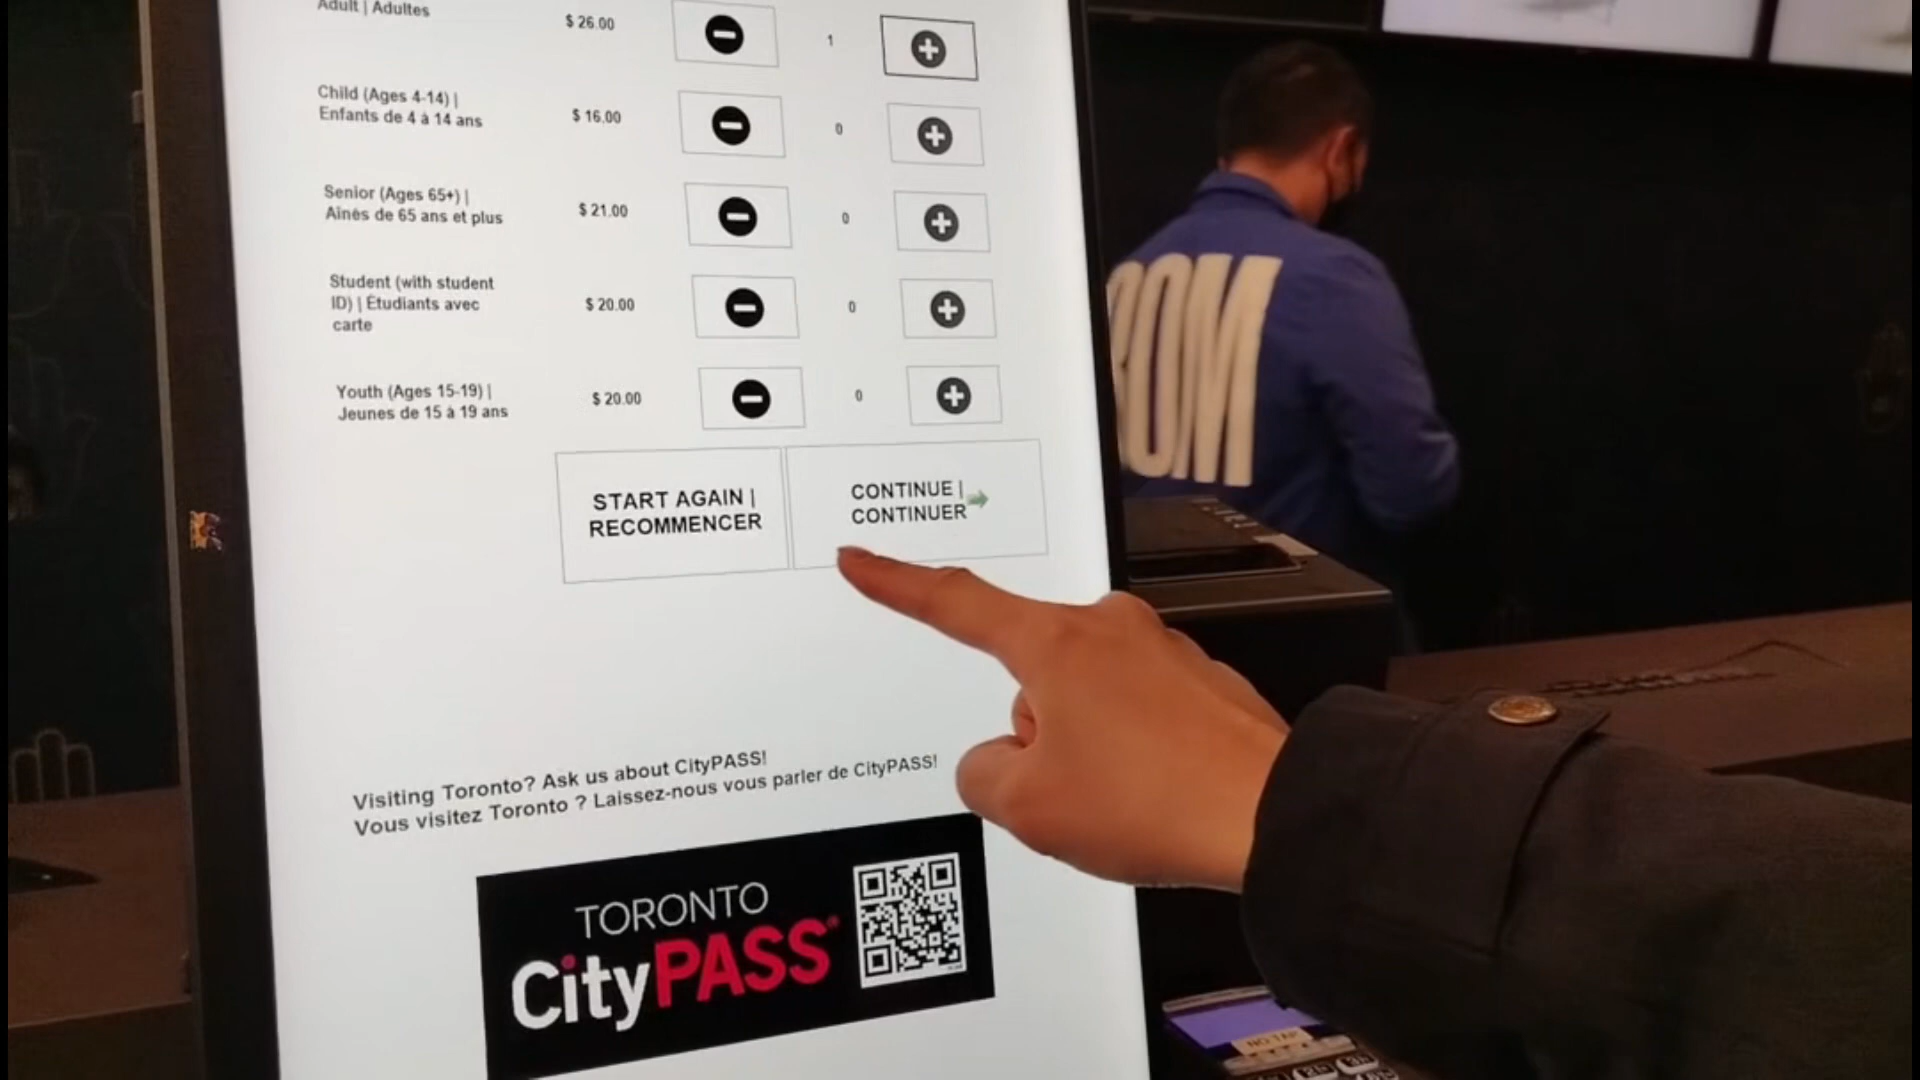 Adult | Adultes
$ 26.00
1
Child (Ages 4-14) |
Enfants de 4 à 14 ans
$ 16.00
0
Senior (Ages 65+) |
Aînés de 65 ans et plus
$ 21.00
0
Student (with student
ID) | Étudiants avec
carte
$ 20.00
0
Youth (Ages 15-19) |
Jeunes de 15 à 19 ans
$ 20.00
0
START AGAIN |
RECOMMENCER
CONTINUE |
CONTINUER
Visiting Toronto? Ask us about CityPASS!
Vous visitez Toronto ? Laissez-nous vous parler de CityPASS!
TORONTO
CityPASS®
ROM
NO TAP